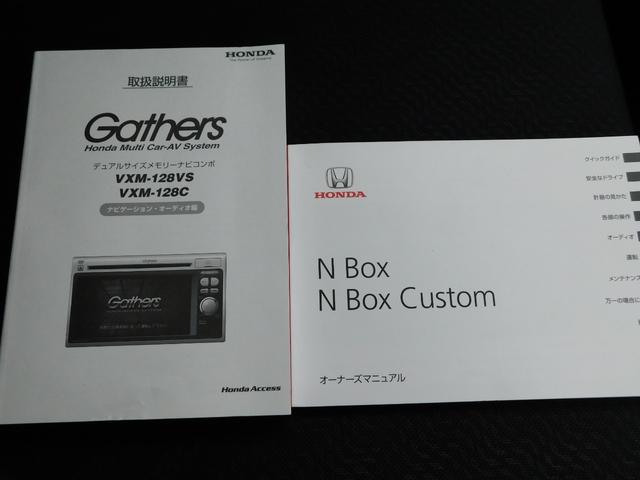 HONDA
The Power of Dreams
取扱説明書
Gathers
Honda Multi Car-AV System
デュアルサイズメモリーナビコンポ
VXM-128VS
VXM-128C
ナビゲーション・オーディオ編
Gathers
Honda Access
HONDA
N Box
N Box Custom
オーナーズマニュアル
クイックガイド
安全なドライブ
計器の見かた
各部の操作
オーディオ
運転
メンテナンス
万一の場合に